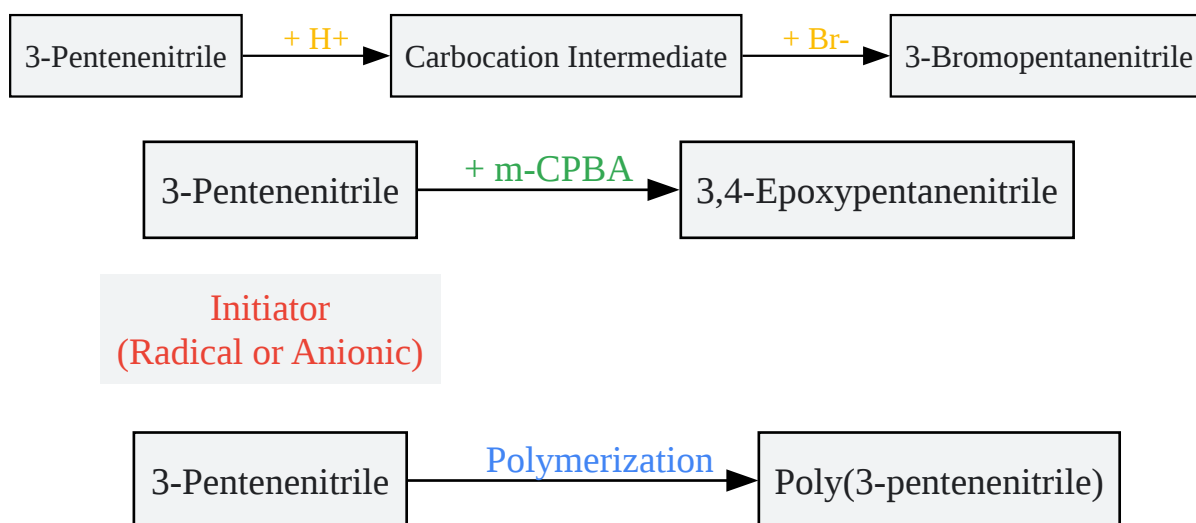 3-Pentenenitrile
+ H+
Carbocation Intermediate
+ Br-
3-Bromopentanenitrile
3-Pentenenitrile
+ m-CPBA
3,4-Epoxypentanenitrile
Initiator
(Radical or Anionic)
3-Pentenenitrile
Polymerization
Poly(3-pentenenitrile)